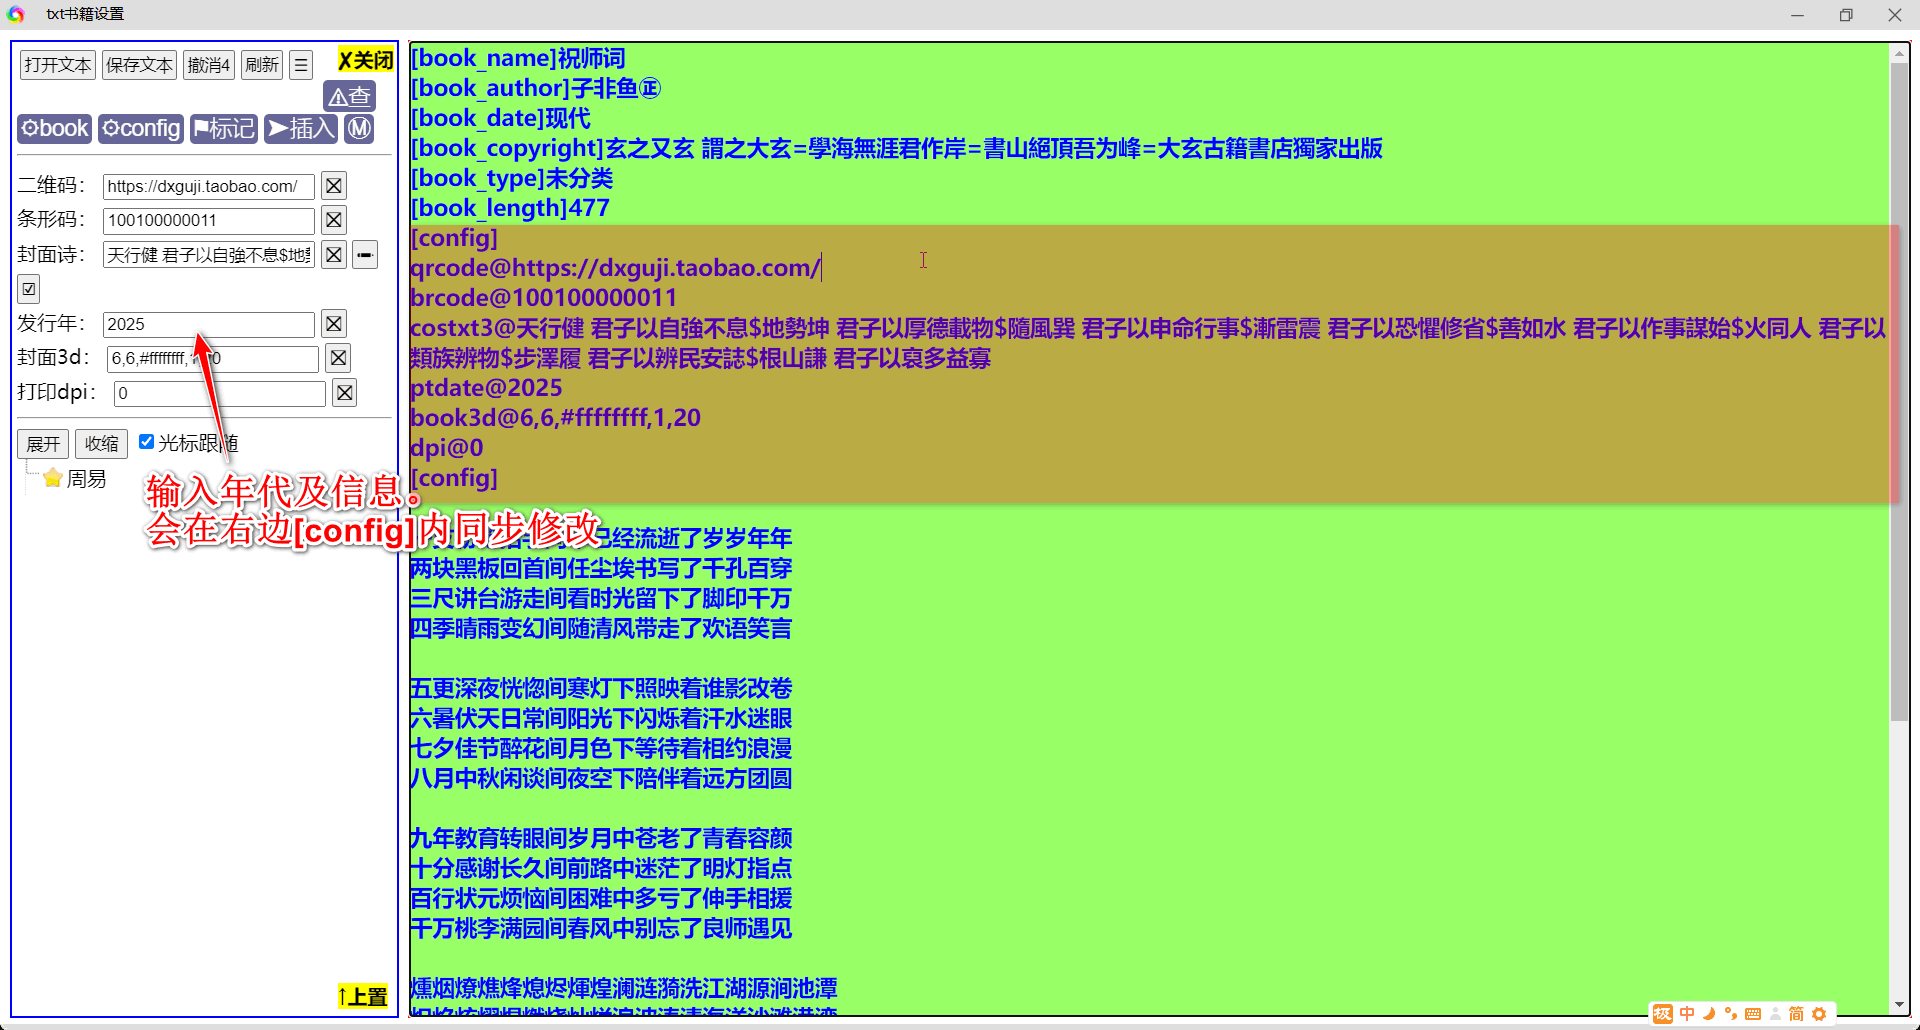 txt书籍设置
打开文本 保存文本 撤消4 刷新 ☰ ✗关闭
⚠查
⚙book ⚙config ⚑标记 ➤插入 Ⓜ
二维码： https://dxguji.taobao.com/
条形码： 100100000011
封面诗： 天行健 君子以自強不息$地
发行年： 2025
封面3d： 6,6,#ffffffff,1
打印dpi： 0
展开 收缩 光标跟随
周易
输入年代及信息。
会在右边[config]内同步修改
↑上置
[book_name]祝师词
[book_author]子非鱼㊣
[book_date]现代
[book_copyright]玄之又玄 謂之大玄=學海無涯君作岸=書山絕頂吾为峰=大玄古籍書店獨家出版
[book_type]未分类
[book_length]477
[config]
qrcode@https://dxguji.taobao.com/
brcode@100100000011
costxt3@天行健 君子以自強不息$地勢坤 君子以厚德載物$隨風巽 君子以申命行事$漸雷震 君子以恐懼修省$善如水 君子以作事謀始$火同人 君子以
類族辨物$步澤履 君子以辨民安誌$根山謙 君子以裒多益寡
ptdate@2025
book3d@6,6,#ffffffff,1,20
dpi@0
[config]
已经流逝了岁岁年年
两块黑板回首间任尘埃书写了千孔百穿
三尺讲台游走间看时光留下了脚印千万
四季晴雨变幻间随清风带走了欢语笑言
五更深夜恍惚间寒灯下照映着谁影改卷
六暑伏天日常间阳光下闪烁着汗水迷眼
七夕佳节醉花间月色下等待着相约浪漫
八月中秋闲谈间夜空下陪伴着远方团圆
九年教育转眼间岁月中苍老了青春容颜
十分感谢长久间前路中迷茫了明灯指点
百行状元烦恼间困难中多亏了伸手相援
千万桃李满园间春风中别忘了良师遇见
燻烟燎燋烽熄烬煇煌澜涟漪洗江湖源涧池潭
中 简